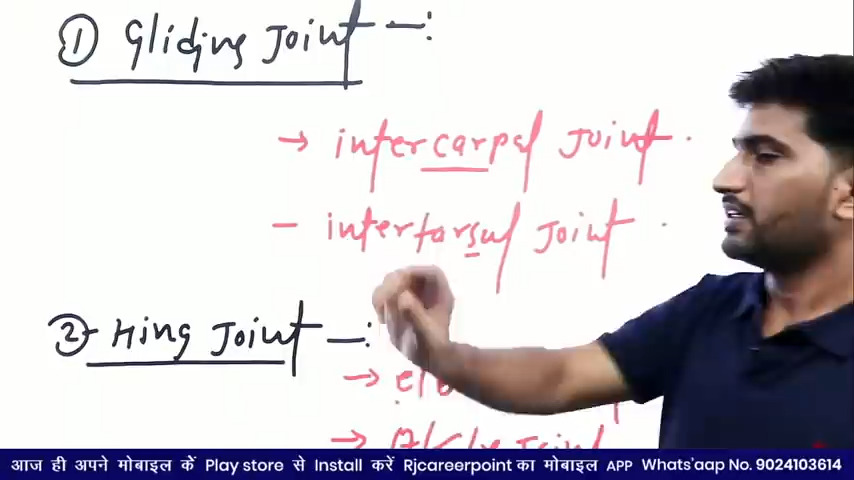 ① Gliding Joint —:
→ intercarpal Joint.
– intertarsal Joint.
② Hing Joint —:
आज ही अपने मोबाइल कें Play store से Install करें Rjcareerpoint का मोबाइल APP Whats'aap No. 9024103614